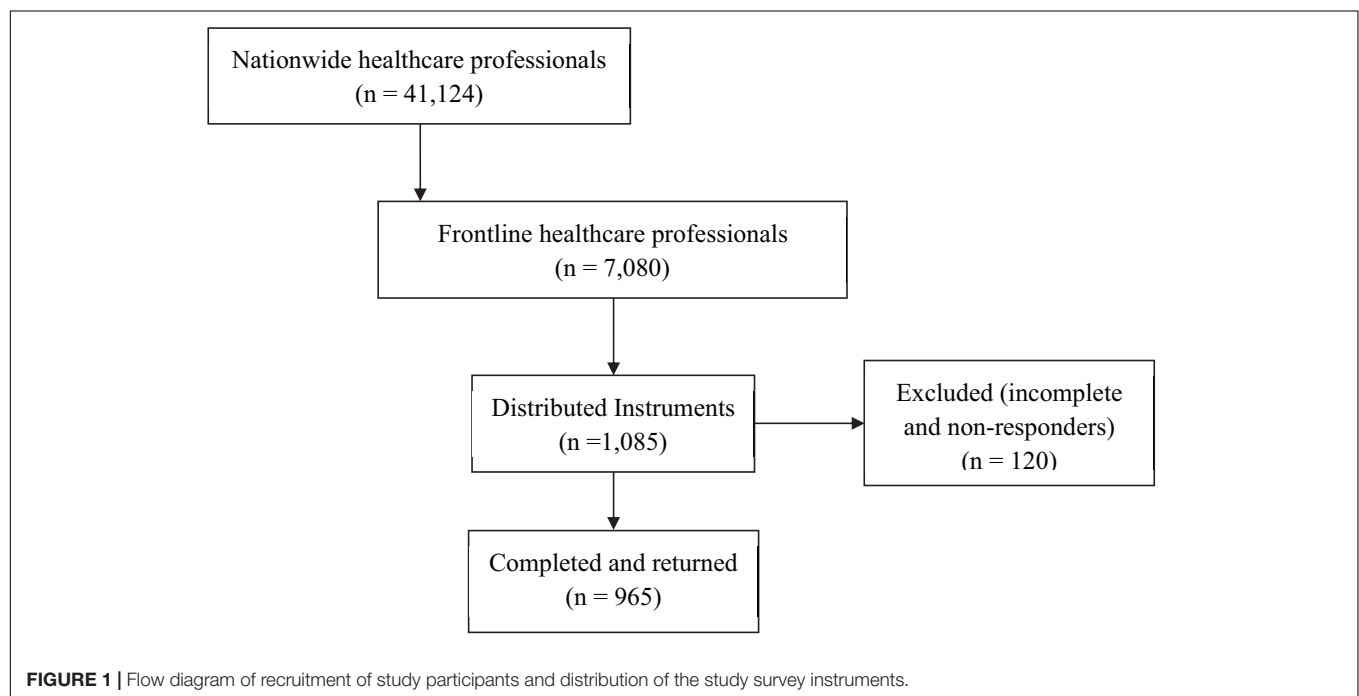 Nationwide healthcare professionals
(n = 41,124)
Frontline healthcare professionals
(n = 7,080)
Distributed Instruments
(n =1,085)
Excluded (incomplete
and non-responders)
(n = 120)
Completed and returned
(n = 965)
FIGURE 1 | Flow diagram of recruitment of study participants and distribution of the study survey instruments.